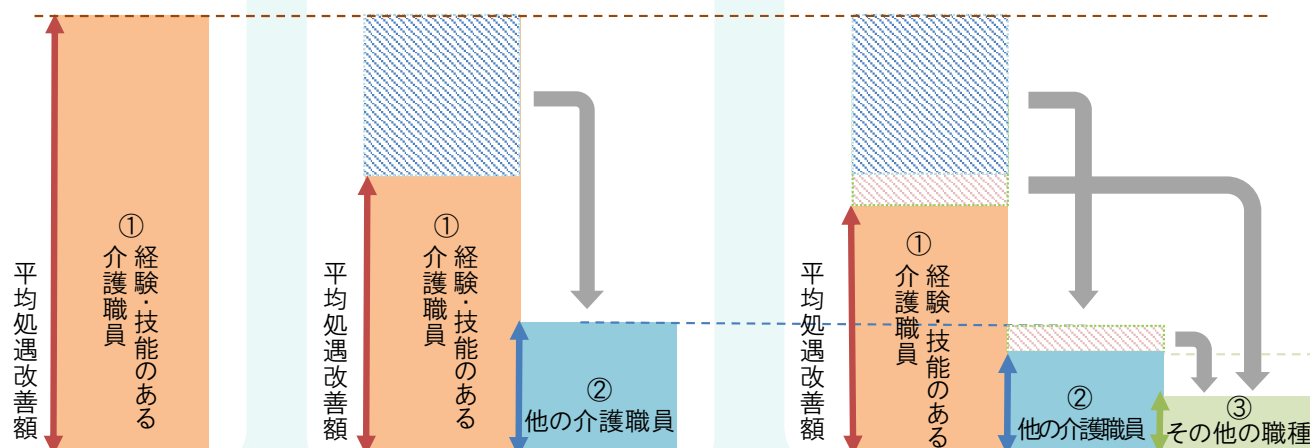 平均処遇改善額
①
経験・技能のある
介護職員
平均処遇改善額
①
経験・技能のある
介護職員
②
他の介護職員
平均処遇改善額
①
経験・技能のある
介護職員
②
他の介護職員
③
その他の職種